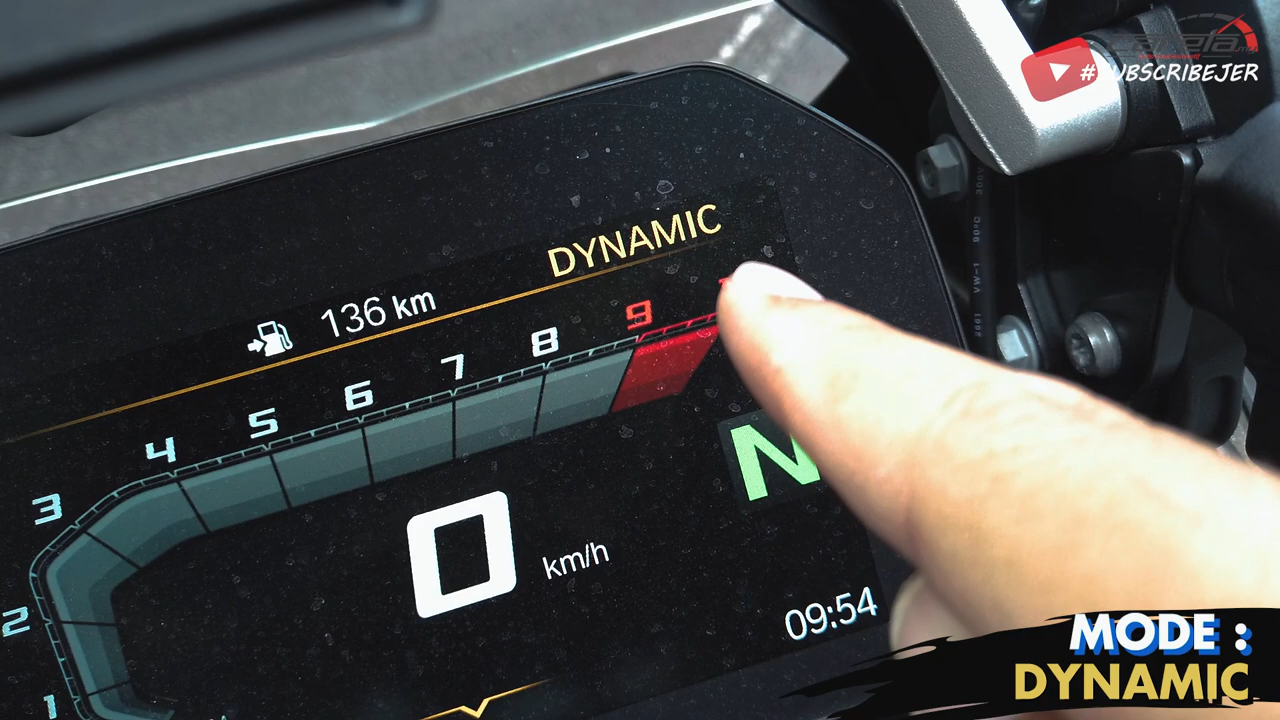 #SUBSCRIBEJER
DYNAMIC
136 km
9
8
7
6
5
4
3
2
1
N
0 km/h
09:54
MODE :
DYNAMIC